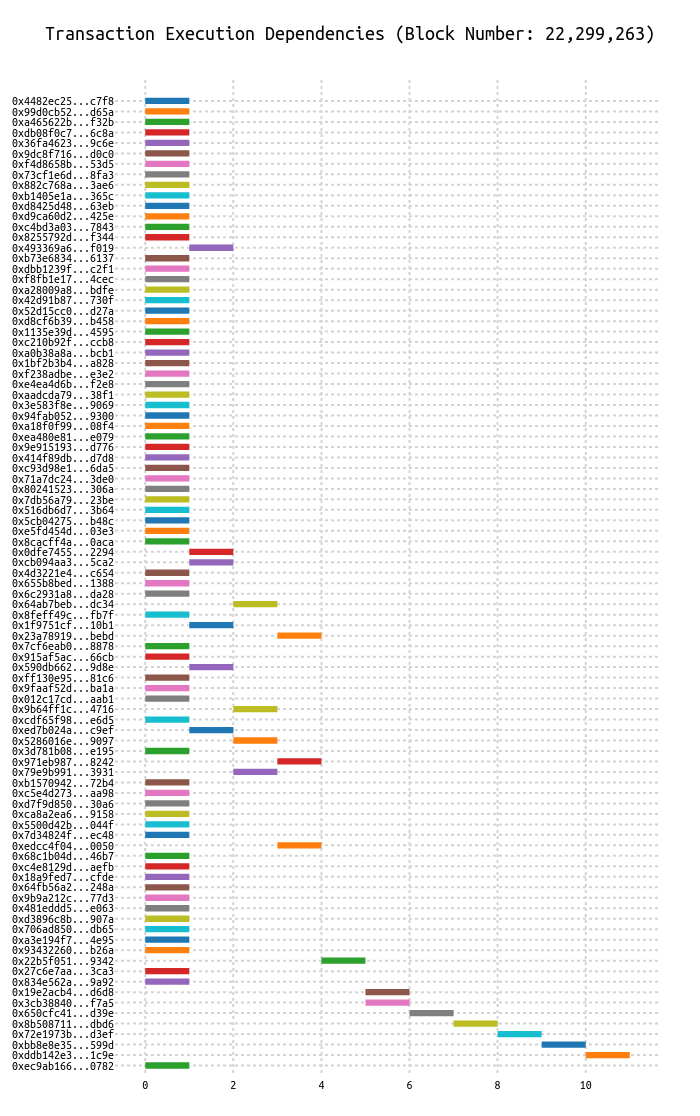 Transaction Execution Dependencies (Block Number: 22,299,263)
0x4482ec25...c7f8
0x99d0cb52...d65a
0xa465622b...f32b
0xdb08f0c7...6c8a
0x36fa4623...9c6e
0x9dc8f716...d0c0
0xf4d8658b...53d5
0x73cf1e6d...8fa3
0x882c768a...3ae6
0xb1405e1a...365c
0xd8425d48...63eb
0xd9ca60d2...425e
0xc4bd3a03...7843
0x8255792d...f344
0x493369a6...f019
0xb73e6834...6137
0xdbb1239f...c2f1
0xf8fb1e17...4cec
0xa28009a8...bdfe
0x42d91b87...730f
0x52d15cc0...d27a
0xd8cf6b39...b458
0x1135e39d...4595
0xc210b92f...ccb8
0xa0b38a8a...bcb1
0x1bf2b3b4...a828
0xf238adbe...e3e2
0xe4ea4d6b...f2e8
0xaadcda79...38f1
0x3e583f8e...9069
0x94fab052...9300
0xa18f0f99...08f4
0xea480e81...e079
0x9e915193...d776
0x414f89db...d7d8
0xc93d98e1...6da5
0x71a7dc24...3de0
0x80241523...306a
0x7db56a79...23be
0x516db6d7...3b64
0x5cb04275...b48c
0xe5fd454d...03e3
0x8cacff4a...0aca
0x0dfe7455...2294
0xcb094aa3...5ca2
0x4d3221e4...c654
0x655b8bed...1388
0x6c2931a8...da28
0x64ab7beb...dc34
0x8feff49c...fb7f
0x1f9751cf...10b1
0x23a78919...bebd
0x7cf6eab0...8878
0x915af5ac...66cb
0x590db662...9d8e
0xff130e95...81c6
0x9faaf52d...ba1a
0x012c17cd...aab1
0x9b64ff1c...4716
0xcdf65f98...e6d5
0xed7b024a...c9ef
0x5286016e...9097
0x3d781b08...e195
0x971eb987...8242
0x79e9b991...3931
0xb1570942...72b4
0xc5e4d273...aa98
0xd7f9d850...30a6
0xca8a2ea6...9158
0x5500d42b...044f
0x7d34824f...ec48
0xedcc4f04...0050
0x68c1b04d...46b7
0xc4e8129d...aefb
0x18a9fed7...cfde
0x64fb56a2...248a
0x9b9a212c...77d3
0x481eddd5...e063
0xd3896c8b...907a
0x706ad850...db65
0xa3e194f7...4e95
0x93432260...b26a
0x22b5f051...9342
0x27c6e7aa...3ca3
0x834e562a...9a92
0x19e2acb4...d6d8
0x3cb38840...f7a5
0x650cfc41...d39e
0x8b508711...dbd6
0x72e1973b...d3ef
0xbb8e8e35...599d
0xddb142e3...1c9e
0xec9ab166...0782
0 2 4 6 8 10